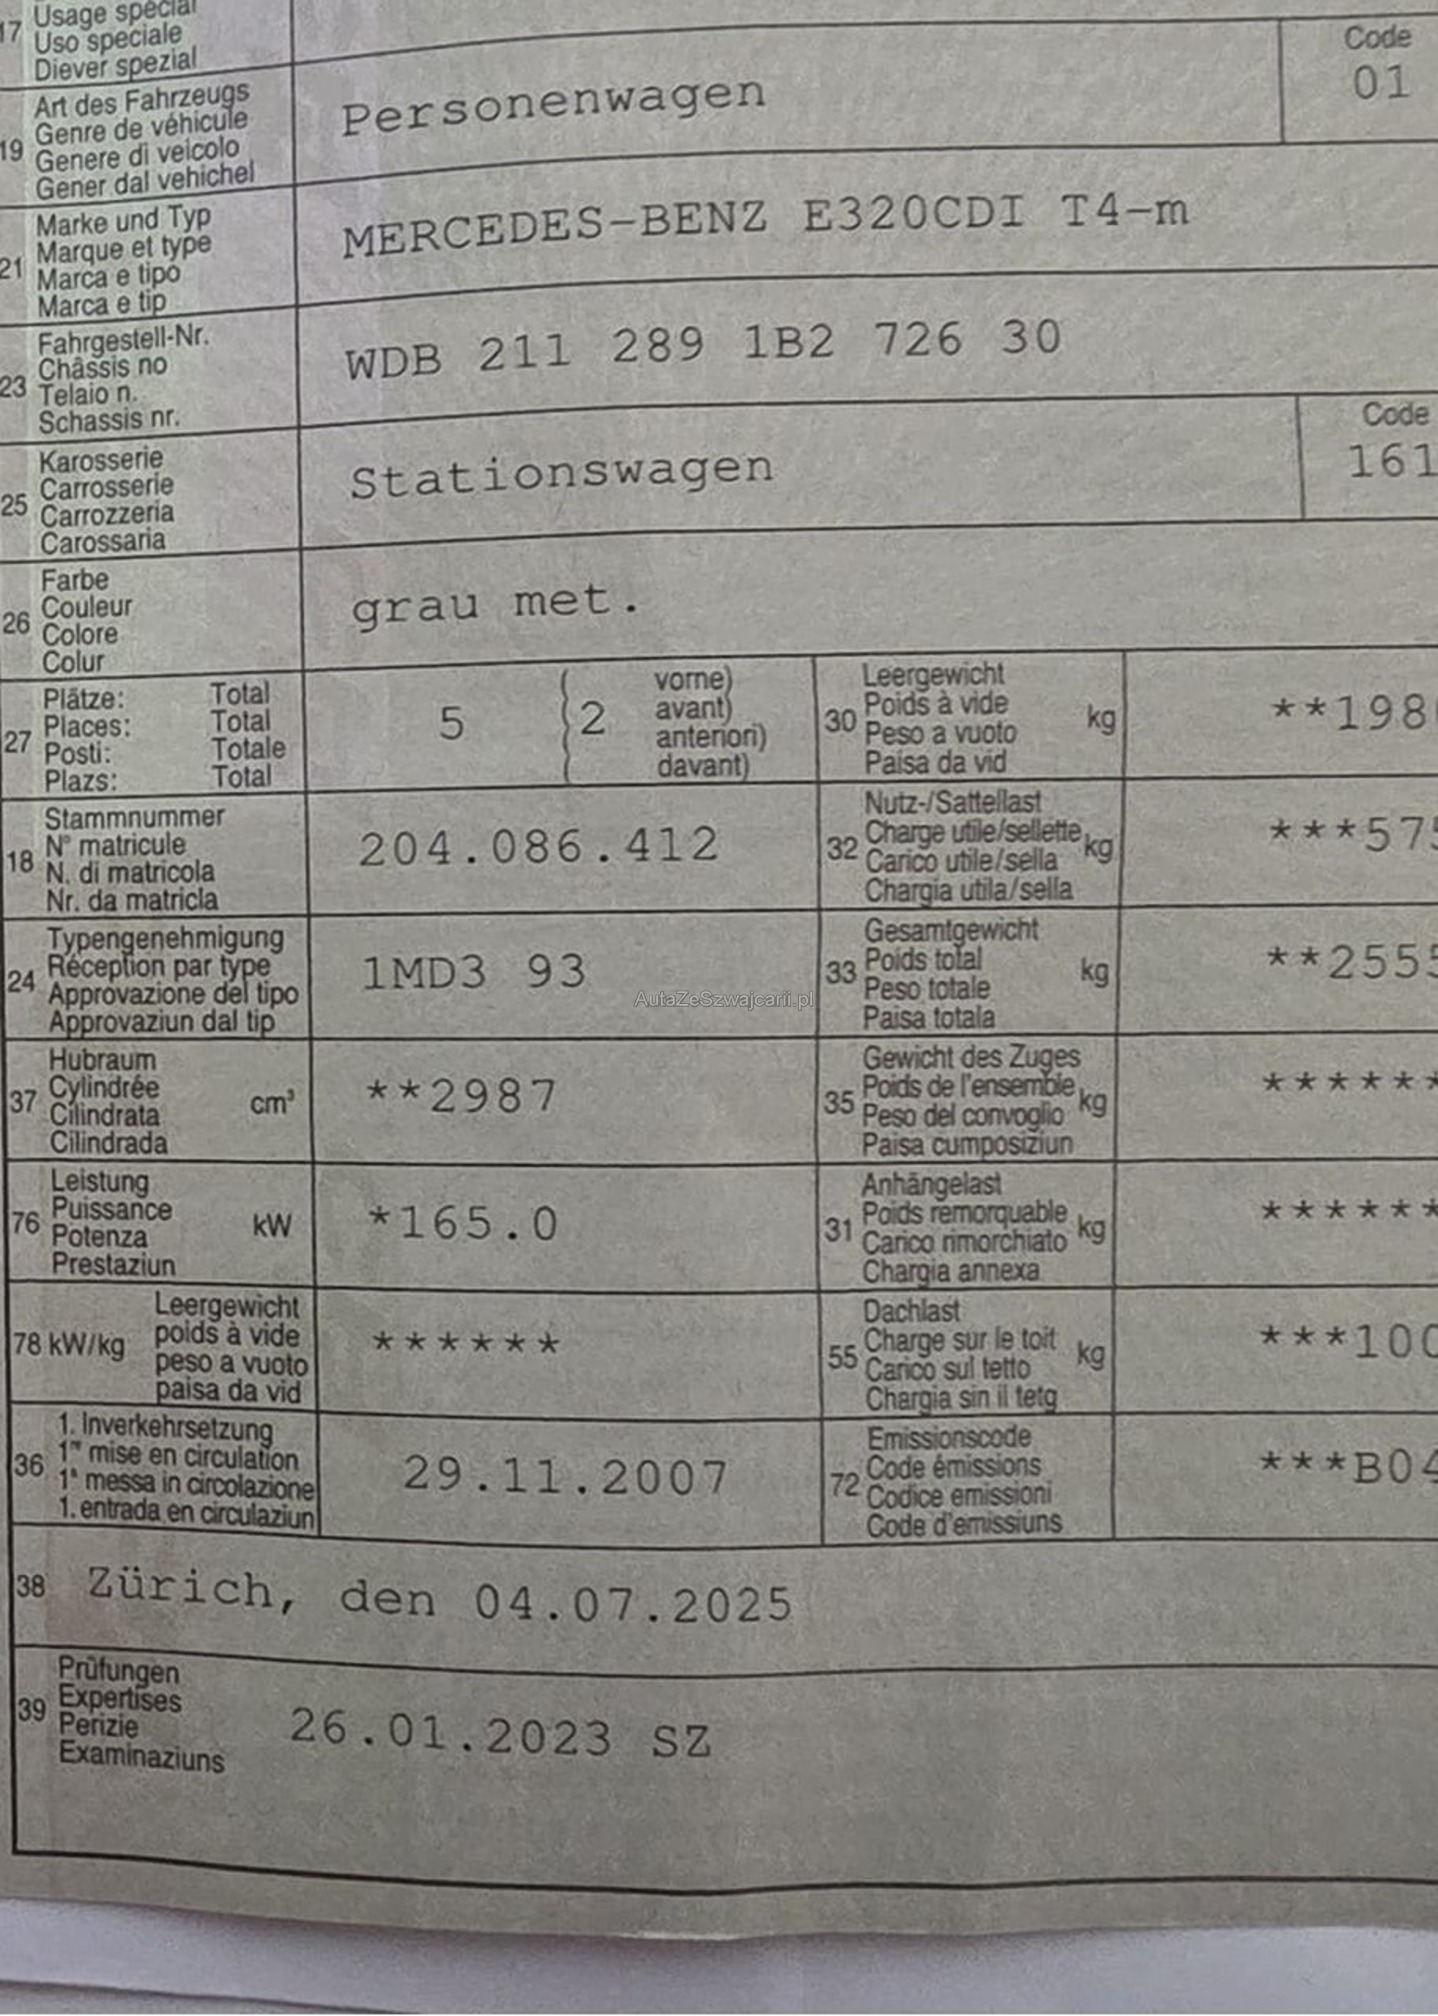 17 Usage spécial
Uso speciale
Diever spezial
19 Art des Fahrzeugs
Genre de véhicule
Genere di veicolo
Gener dal vehichel
Personenwagen
Code
01
21 Marke und Typ
Marque et type
Marca e tipo
Marca e tip
MERCEDES-BENZ E320CDI T4-m
23 Fahrgestell-Nr.
Châssis no
Telaio n.
Schassis nr.
WDB 211 289 1B2 726 30
25 Karosserie
Carrosserie
Carrozzeria
Carossaria
Stationswagen
Code
161
26 Farbe
Couleur
Colore
Colur
grau met.
27 Plätze: Total
Places: Total
Posti: Totale
Plazs: Total
5 2
vorne)
avant)
anteriori)
davant)
30 Leergewicht
Poids à vide
Peso a vuoto
Paisa da vid
kg
**198
18 Stammnummer
N° matricule
N. di matricola
Nr. da matricla
204.086.412
32 Nutz-/Sattellast
Charge utile/sellette
Carico utile/sella
Chargia utila/sella
kg
***575
24 Typengenehmigung
Réception par type
Approvazione del tipo
Approvaziun dal tip
1MD3 93
33 Gesamtgewicht
Poids total
Peso totale
Paisa totala
kg
**2555
AutaZeSzwajcarii.pl
37 Hubraum
Cylindrée
Cilindrata
Cilindrada
cm³
**2987
35 Gewicht des Zuges
Poids de l'ensemble
Peso del convoglio
Paisa cumposiziun
kg
******
76 Leistung
Puissance
Potenza
Prestaziun
kW
*165.0
31 Anhängelast
Poids remorquable
Carico rimorchiato
Chargia annexa
kg
******
78 kW/kg
Leergewicht
poids à vide
peso a vuoto
paisa da vid
******
55 Dachlast
Charge sur le toit
Carico sul tetto
Chargia sin il tetg
kg
***100
36 1. Inverkehrsetzung
1re mise en circulation
1a messa in circolazione
1. entrada en circulaziun
29.11.2007
72 Emissionscode
Code émissions
Codice emissioni
Code d'emissiuns
***B04
38 Zürich, den 04.07.2025
39 Prüfungen
Expertises
Perizie
Examinaziuns
26.01.2023 SZ